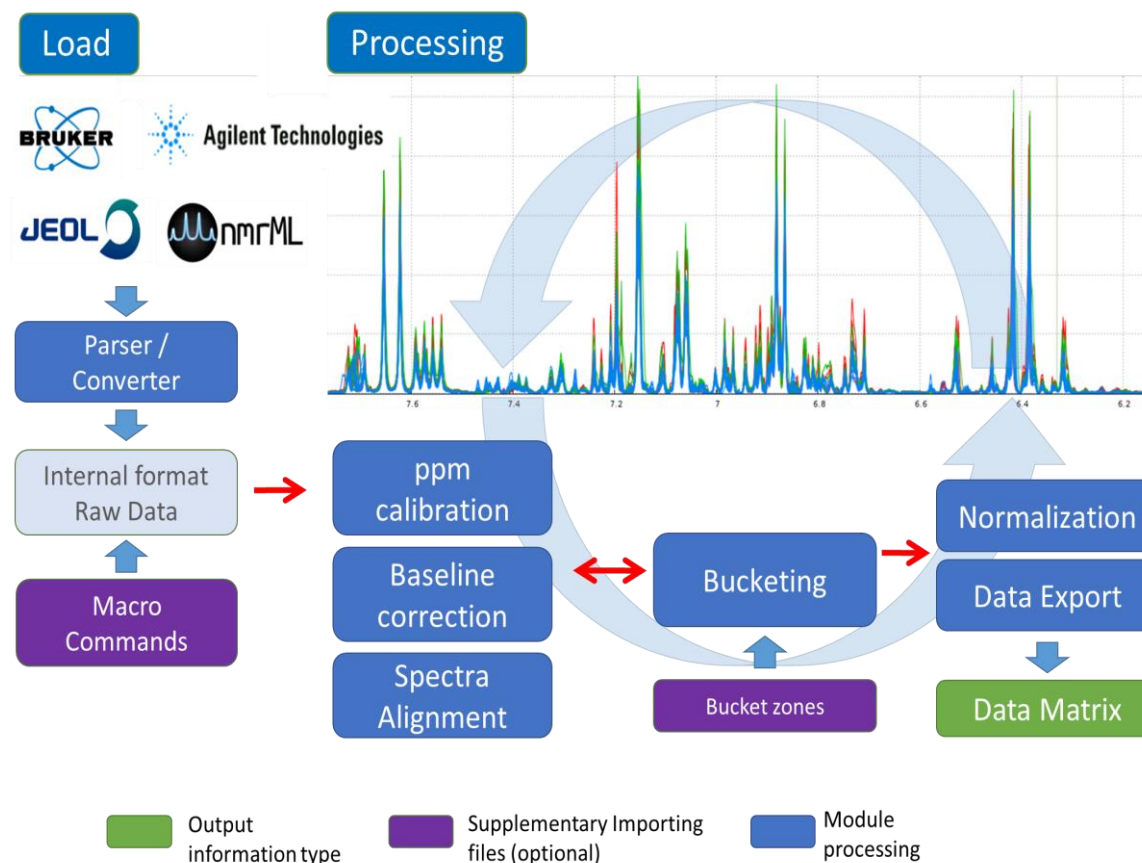 Load
Processing
BRUKER
Agilent Technologies
JEOL
nmrML
Parser /
Converter
Internal format
Raw Data
Macro
Commands
7.6
7.4
7.2
7
6.8
6.6
6.4
6.2
ppm
calibration
Baseline
correction
Spectra
Alignment
Bucketing
Bucket zones
Normalization
Data Export
Data Matrix
Output
information type
Supplementary Importing
files (optional)
Module
processing